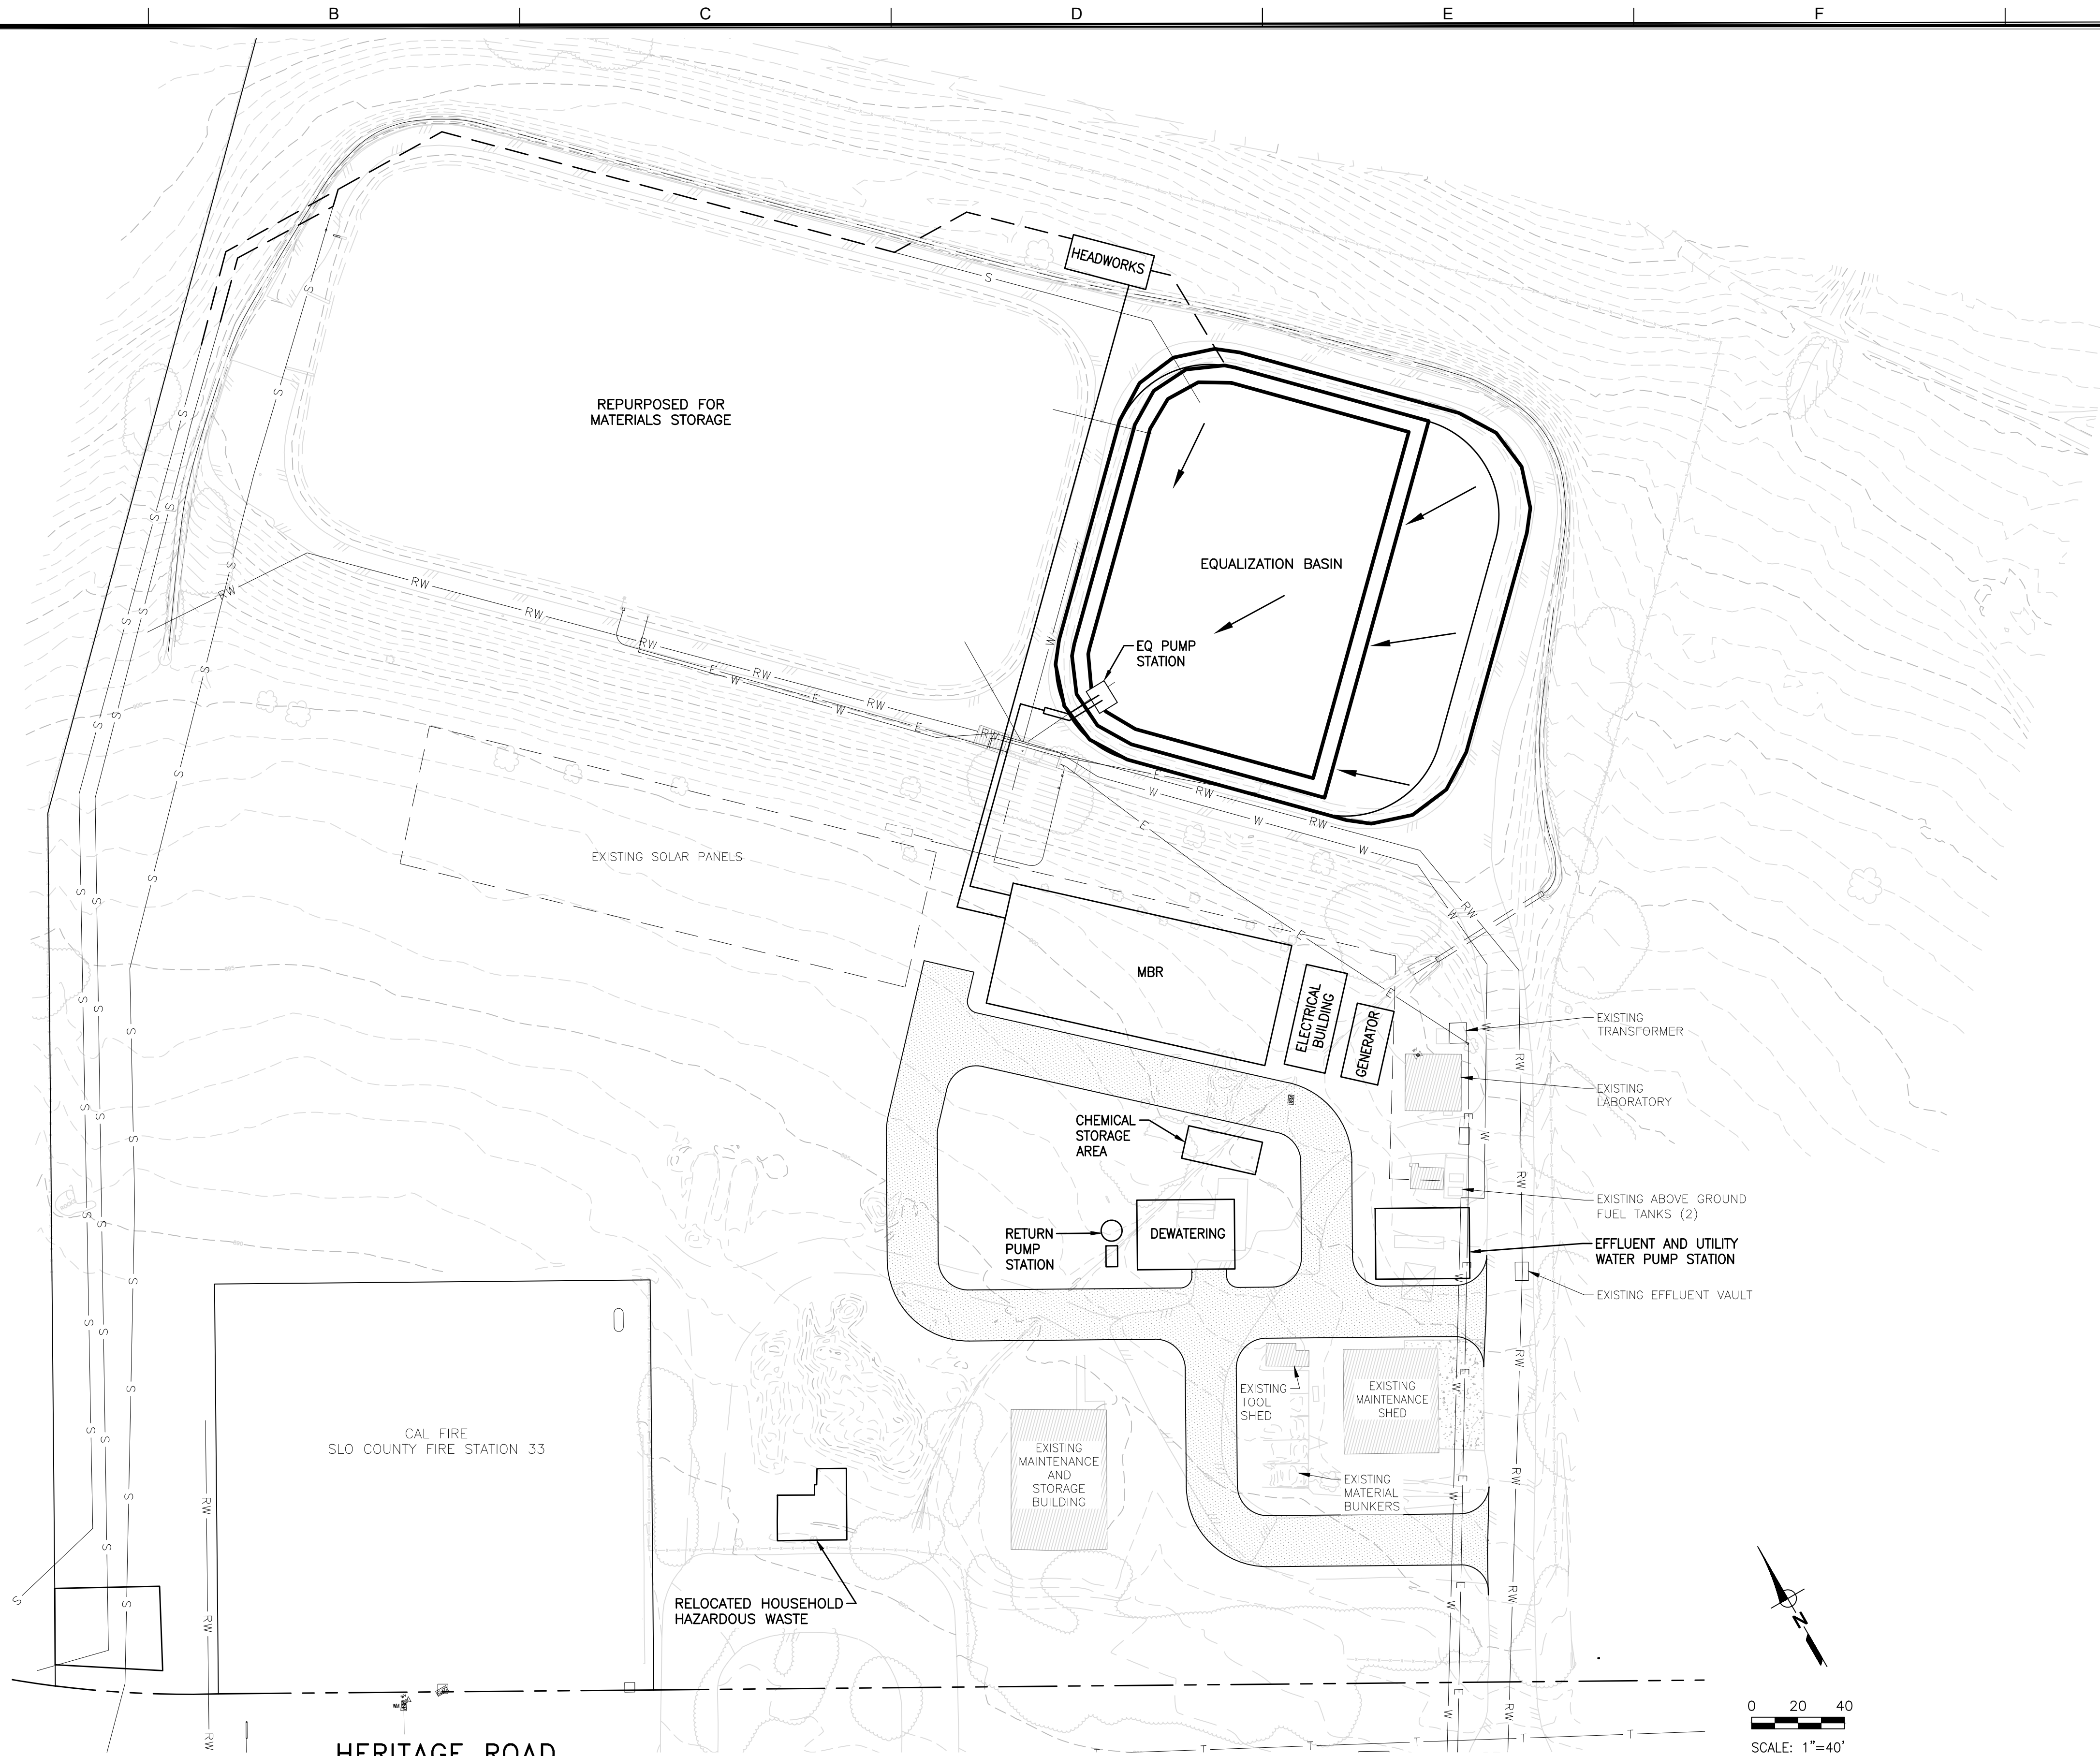 B
C
D
E
F
HEADWORKS
REPURPOSED FOR
MATERIALS STORAGE
EQUALIZATION BASIN
EQ PUMP
STATION
EXISTING SOLAR PANELS
MBR
ELECTRICAL
BUILDING
GENERATOR
EXISTING
TRANSFORMER
EXISTING
LABORATORY
CHEMICAL
STORAGE
AREA
EXISTING ABOVE GROUND
FUEL TANKS (2)
RETURN
PUMP
STATION
DEWATERING
EFFLUENT AND UTILITY
WATER PUMP STATION
EXISTING EFFLUENT VAULT
EXISTING
TOOL
SHED
EXISTING
MAINTENANCE
SHED
CAL FIRE
SLO COUNTY FIRE STATION 33
EXISTING
MAINTENANCE
AND
STORAGE
BUILDING
EXISTING
MATERIAL
BUNKERS
RELOCATED HOUSEHOLD
HAZARDOUS WASTE
N
0 20 40
SCALE: 1"=40'
HERITAGE ROAD
S
RW
E
W
T